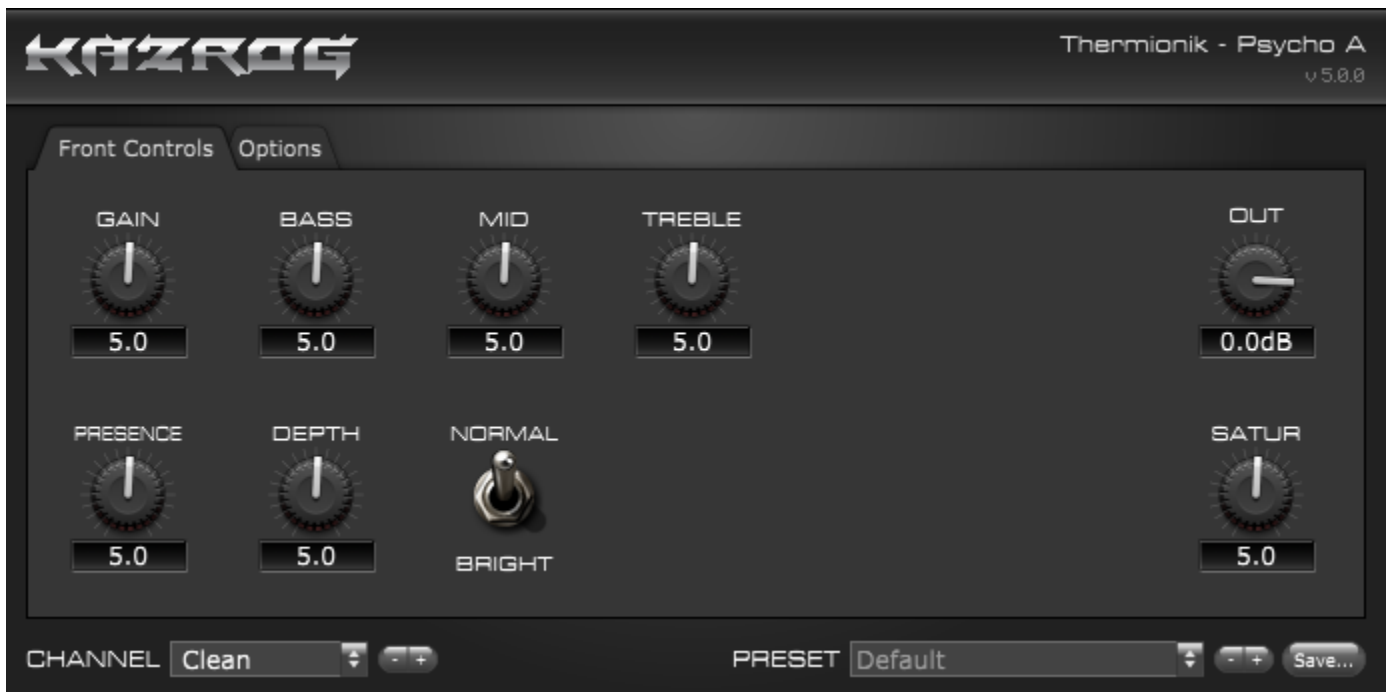 KAZROG
Thermionik - Psycho A
v 5.0.0
Front Controls
Options
GAIN
BASS
MID
TREBLE
OUT
5.0
5.0
5.0
5.0
0.0dB
PRESENCE
DEPTH
NORMAL
SATUR
5.0
5.0
BRIGHT
5.0
CHANNEL Clean - +
PRESET Default - + Save...